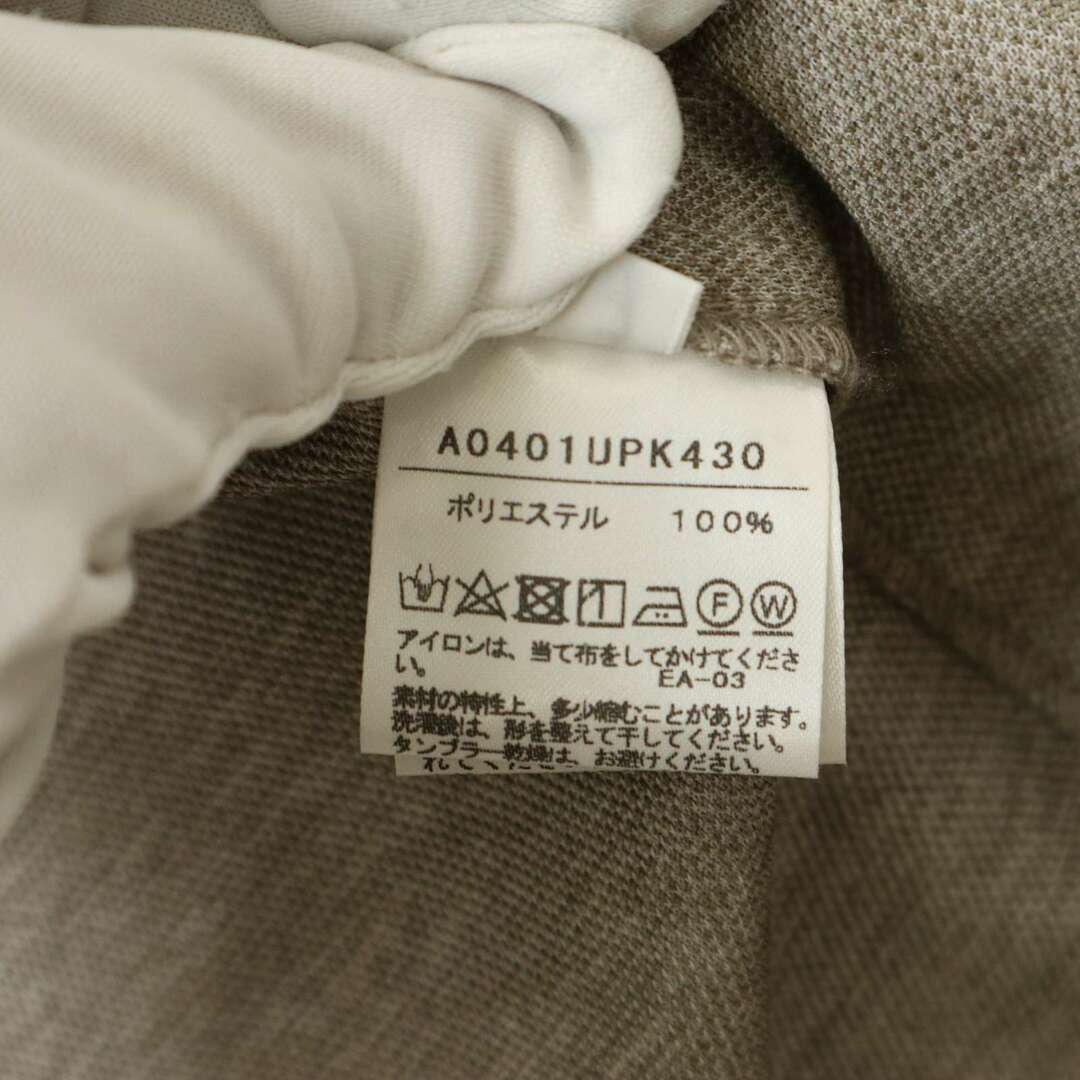 A0401UPK430
ポリエステル 100%
F W
アイロンは、当て布をしてかけてくださ
い。
EA-03
素材の特性上、多少縮むことがあります。
洗濯後は、形を整えて干してください。
タンブラー乾燥は、お避けください。